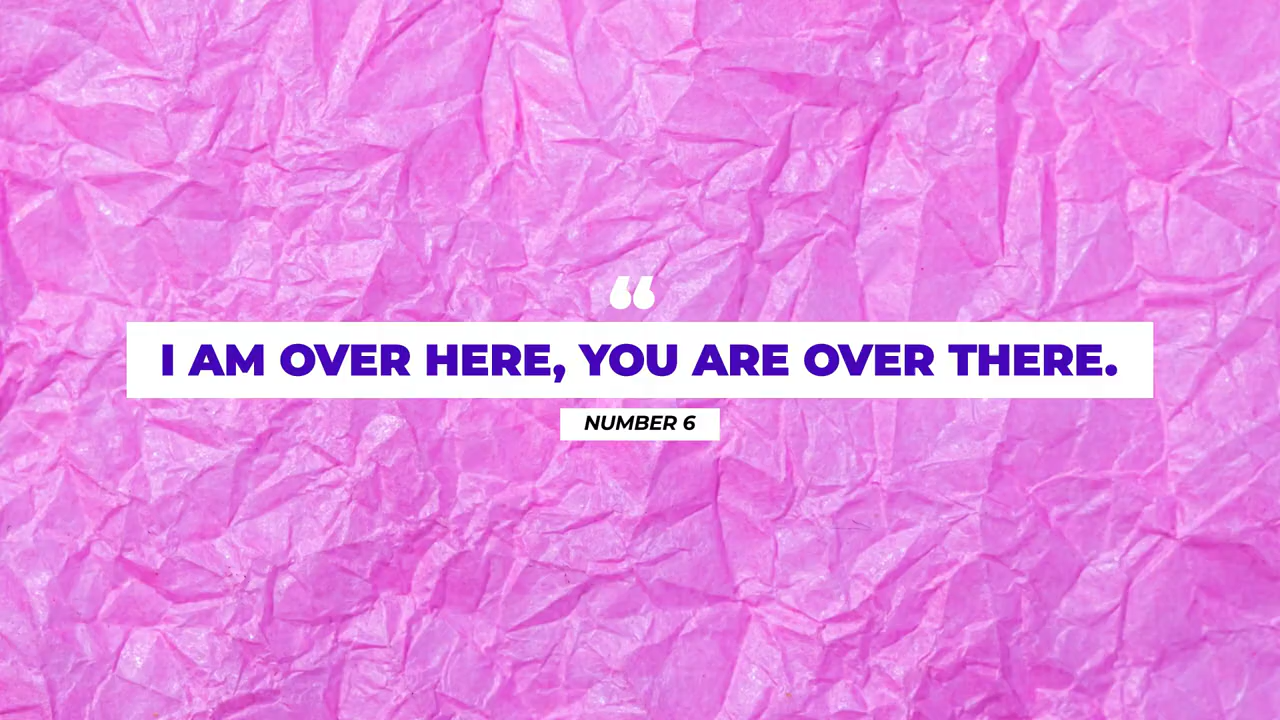 “
I AM OVER HERE, YOU ARE OVER THERE.
NUMBER 6